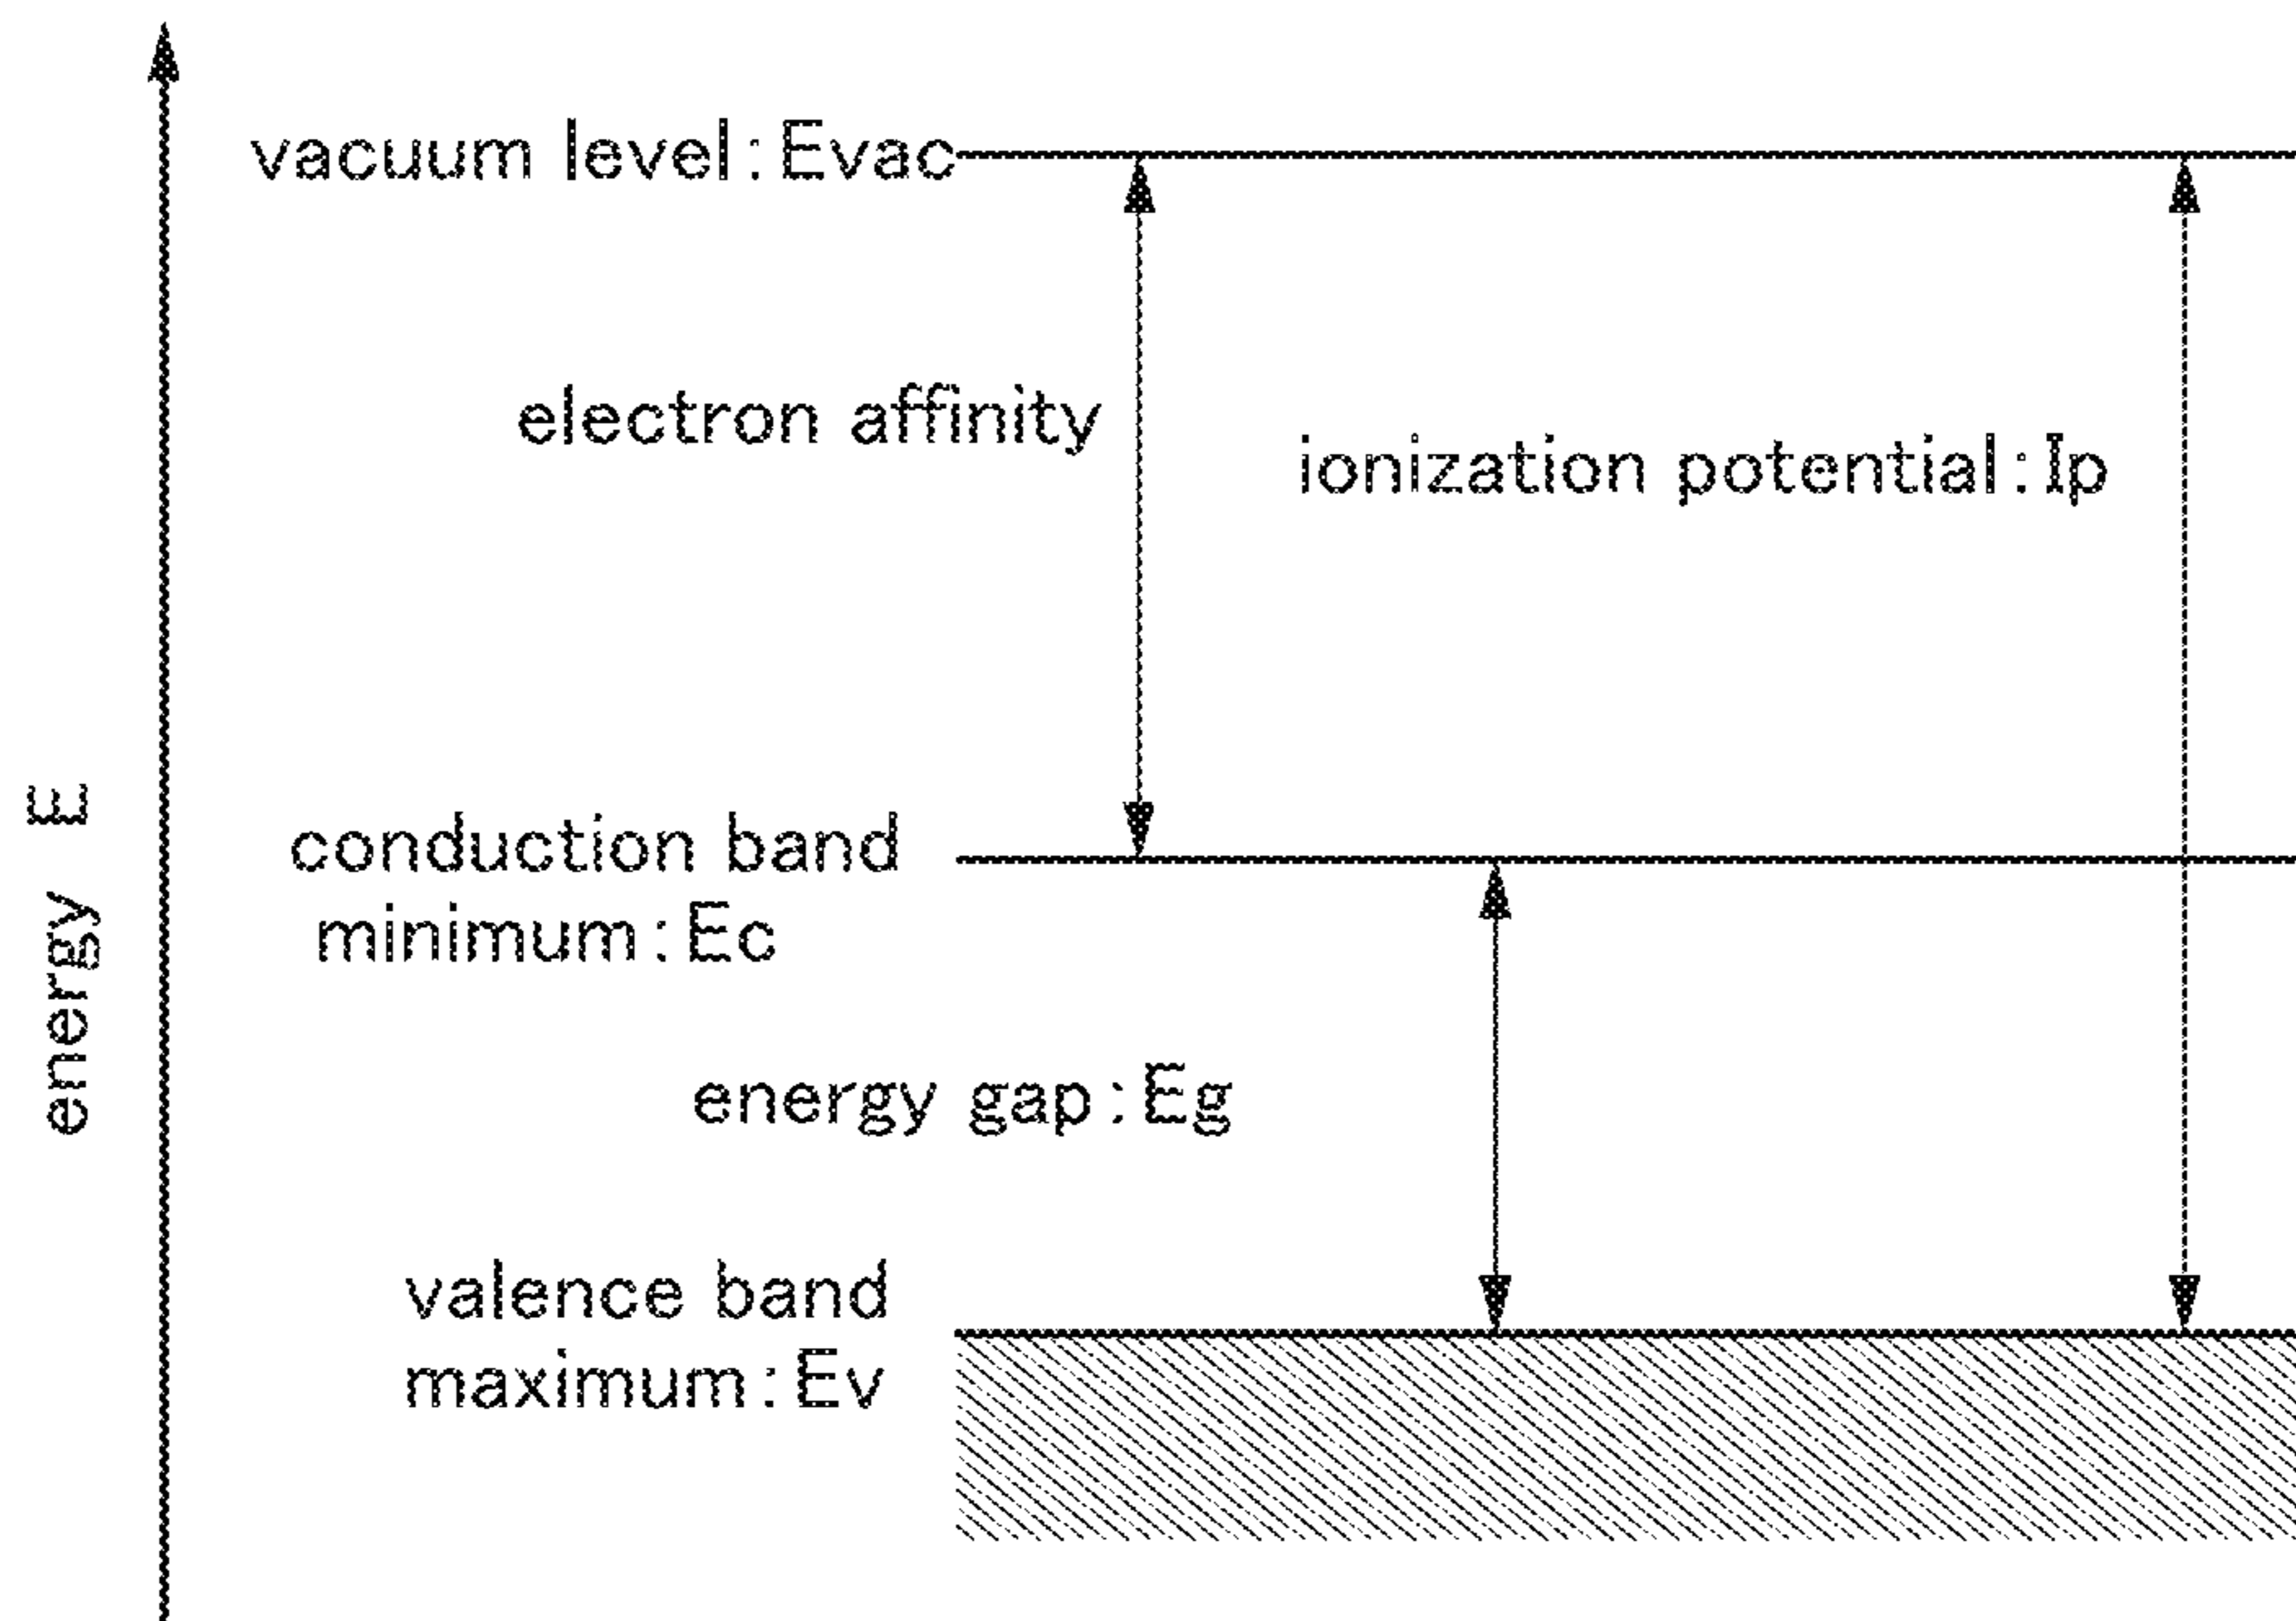 vacuum level:Evac
electron affinity
ionization potential:Ip
energy E
conduction band
minimum:Ec
energy gap:Eg
valence band
maximum:Ev